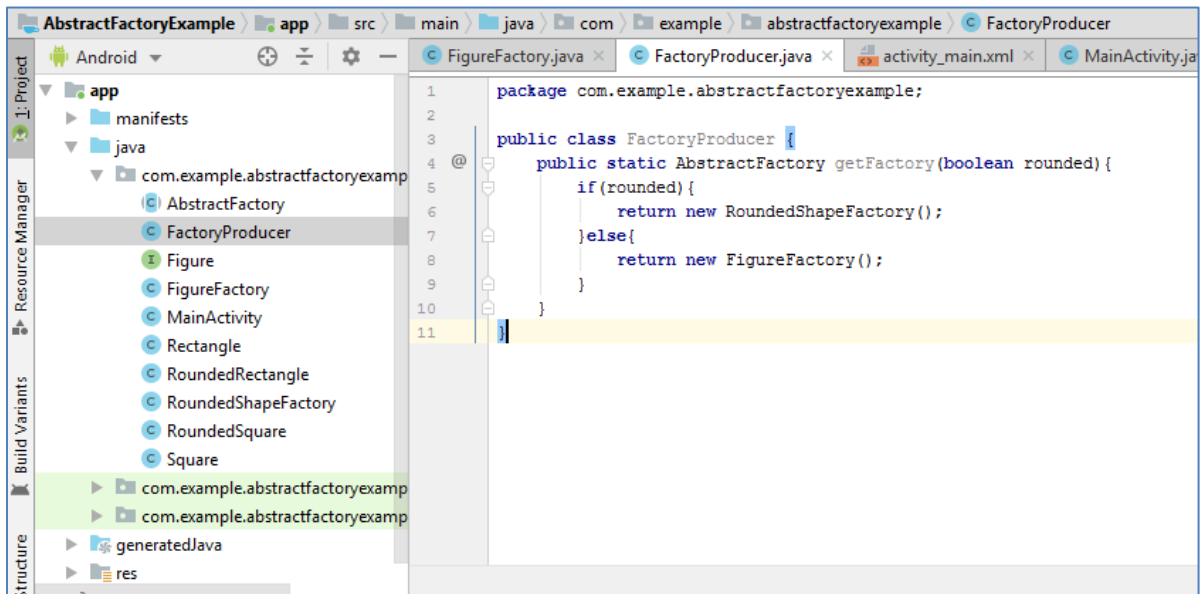 AbstractFactoryExample app src main java com example abstractfactoryexample FactoryProducer
1: Project
Resource Manager
Build Variants
Structure
Android
app
manifests
java
com.example.abstractfactoryexamp
AbstractFactory
FactoryProducer
Figure
FigureFactory
MainActivity
Rectangle
RoundedRectangle
RoundedShapeFactory
RoundedSquare
Square
com.example.abstractfactoryexamp
com.example.abstractfactoryexamp
generatedJava
res
FigureFactory.java FactoryProducer.java activity_main.xml MainActivity.ja
1 package com.example.abstractfactoryexample;
2
3 public class FactoryProducer {
4 @ public static AbstractFactory getFactory(boolean rounded){
5 if(rounded){
6 return new RoundedShapeFactory();
7 }else{
8 return new FigureFactory();
9 }
10 }
11 }